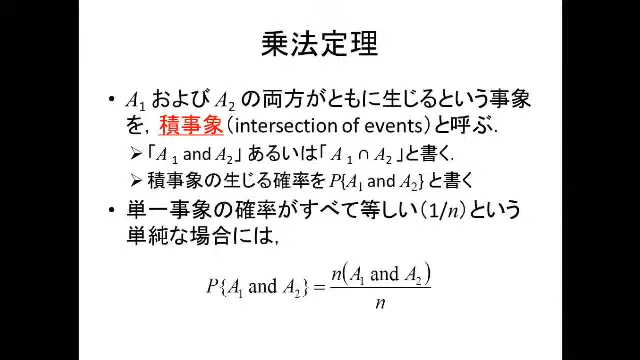 乗法定理
• A₁ および A₂ の両方がともに生じるという事象
を，積事象（intersection of events）と呼ぶ．
➢「A ₁ and A₂」 あるいは「 A ₁ ∩ A₂ 」と書く．
➢ 積事象の生じる確率を P{A₁ and A₂} と書く
• 単一事象の確率がすべて等しい（1/n）という
単純な場合には，
P{A₁ and A₂} = n(A₁ and A₂) / n